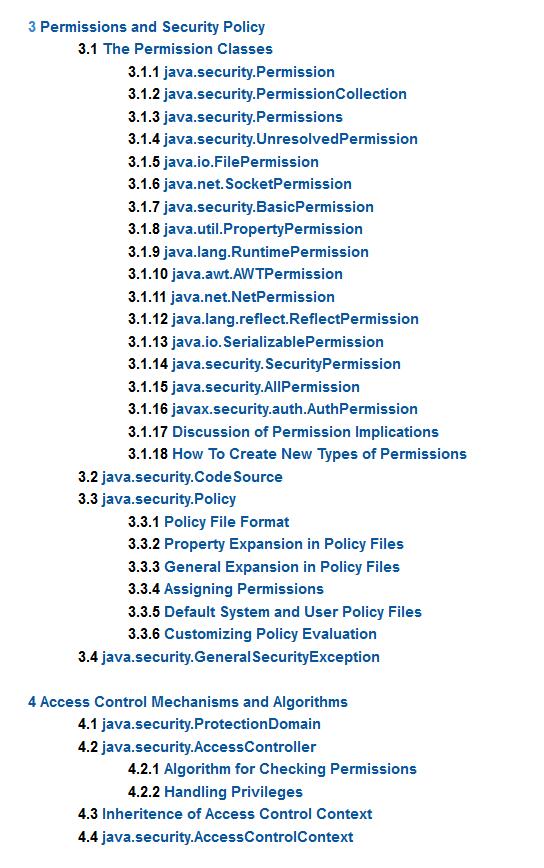 3 Permissions and Security Policy
3.1 The Permission Classes
3.1.1 java.security.Permission
3.1.2 java.security.PermissionCollection
3.1.3 java.security.Permissions
3.1.4 java.security.UnresolvedPermission
3.1.5 java.io.FilePermission
3.1.6 java.net.SocketPermission
3.1.7 java.security.BasicPermission
3.1.8 java.util.PropertyPermission
3.1.9 java.lang.RuntimePermission
3.1.10 java.awt.AWTPermission
3.1.11 java.net.NetPermission
3.1.12 java.lang.reflect.ReflectPermission
3.1.13 java.io.SerializablePermission
3.1.14 java.security.SecurityPermission
3.1.15 java.security.AllPermission
3.1.16 javax.security.auth.AuthPermission
3.1.17 Discussion of Permission Implications
3.1.18 How To Create New Types of Permissions
3.2 java.security.CodeSource
3.3 java.security.Policy
3.3.1 Policy File Format
3.3.2 Property Expansion in Policy Files
3.3.3 General Expansion in Policy Files
3.3.4 Assigning Permissions
3.3.5 Default System and User Policy Files
3.3.6 Customizing Policy Evaluation
3.4 java.security.GeneralSecurityException
4 Access Control Mechanisms and Algorithms
4.1 java.security.ProtectionDomain
4.2 java.security.AccessController
4.2.1 Algorithm for Checking Permissions
4.2.2 Handling Privileges
4.3 Inheritence of Access Control Context
4.4 java.security.AccessControlContext